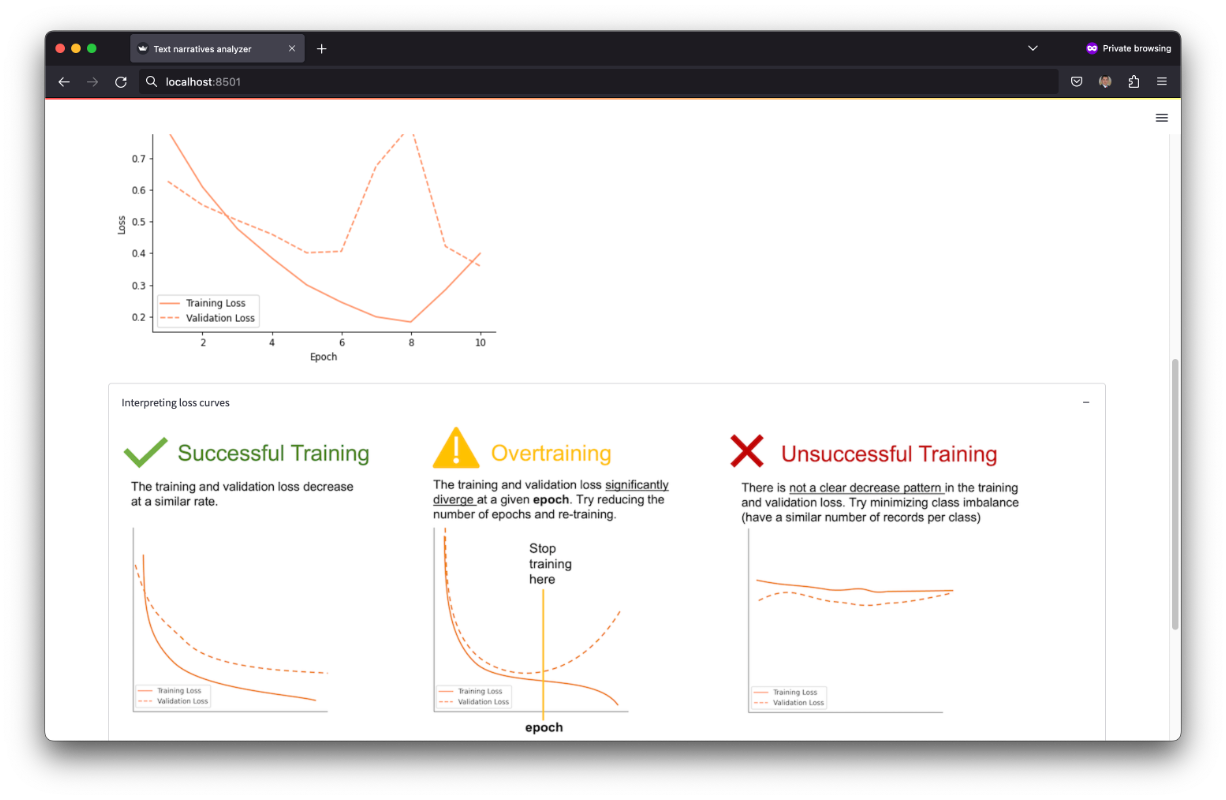 Text narratives analyzer
Private browsing
localhost:8501
0.7
0.6
0.5
0.4
0.3
0.2
Loss
Training Loss
Validation Loss
2 4 6 8 10
Epoch
Interpreting loss curves
Successful Training
The training and validation loss decrease
at a similar rate.
Training Loss
Validation Loss
Overtraining
The training and validation loss significantly
diverge at a given epoch. Try reducing the
number of epochs and re-training.
Stop
training
here
Training Loss
Validation Loss
epoch
Unsuccessful Training
There is not a clear decrease pattern in the training
and validation loss. Try minimizing class imbalance
(have a similar number of records per class)
Training Loss
Validation Loss